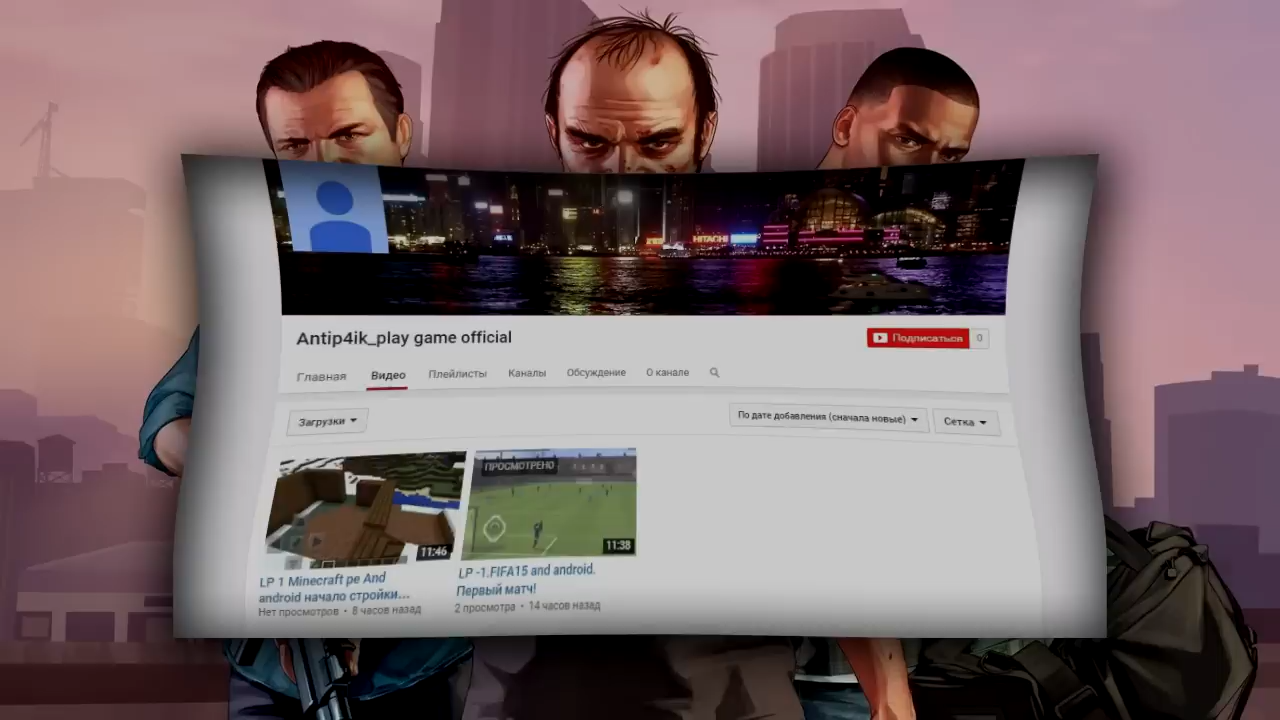 HITACHI
Antip4ik_play game official
Подписаться 0
Главная Видео Плейлисты Каналы Обсуждение О канале
Загрузки По дате добавления (сначала новые) Сетка
ПРОСМОТРЕНО
11:46 11:38
LP 1 Minecraft pe And
android начало стройки...
Нет просмотров • 8 часов назад
LP -1.FIFA15 and android.
Первый матч!
2 просмотра • 14 часов назад